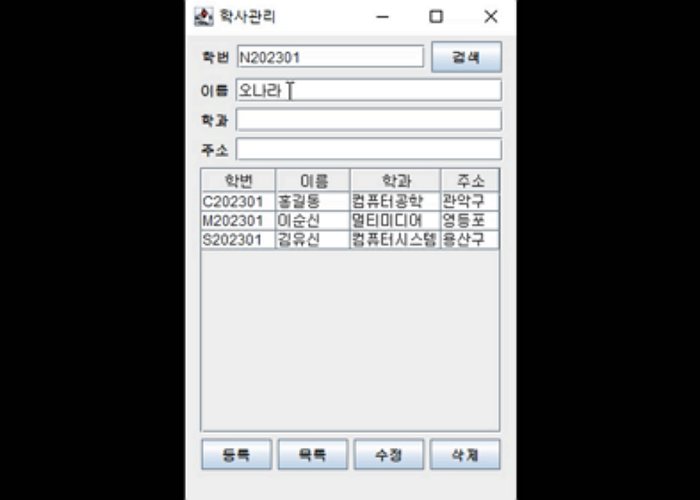 학사관리
학번 N202301 검색
이름 오나라
학과
주소
학번 이름 학과 주소
C202301 홍길동 컴퓨터공학 관악구
M202301 이순신 멀티미디어 영등포
S202301 김유신 컴퓨터시스템 용산구
등록 목록 수정 삭제